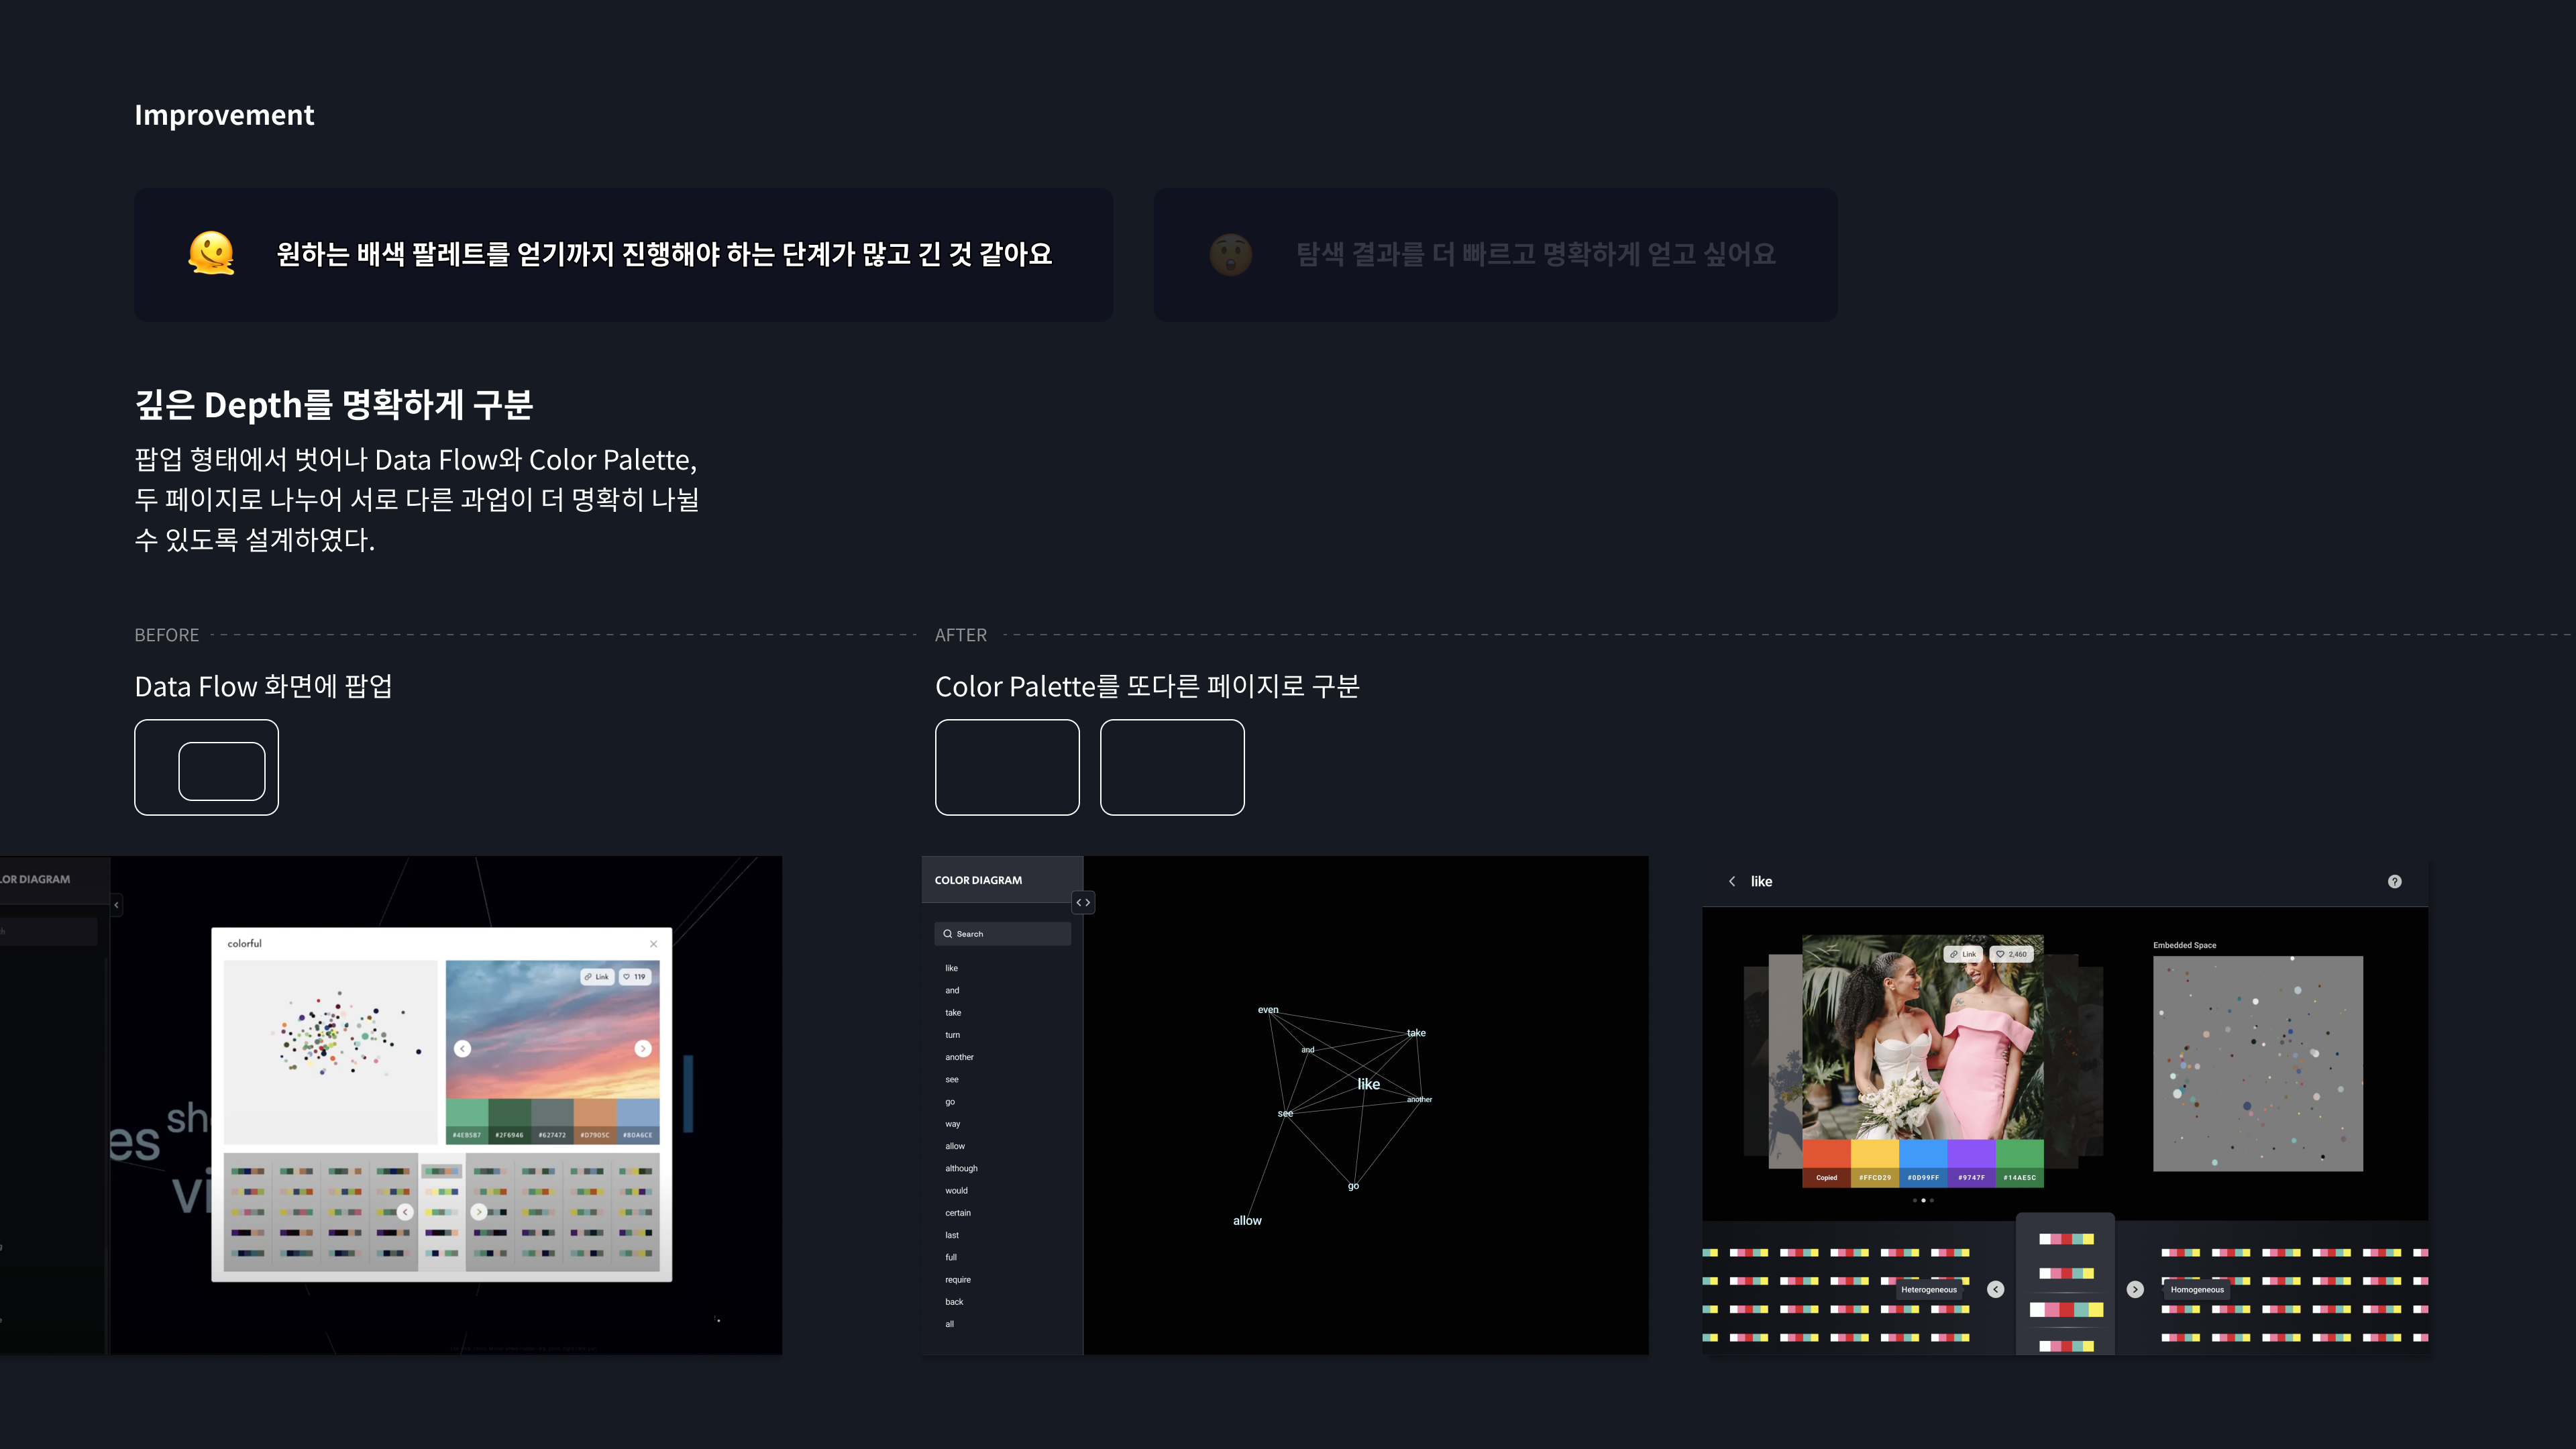 Improvement
원하는 배색 팔레트를 얻기까지 진행해야 하는 단계가 많고 긴 것 같아요
탐색 결과를 더 빠르고 명확하게 얻고 싶어요
깊은 Depth를 명확하게 구분
팝업 형태에서 벗어나 Data Flow와 Color Palette,
두 페이지로 나누어 서로 다른 과업이 더 명확히 나뉠
수 있도록 설계하였다.
BEFORE
Data Flow 화면에 팝업
AFTER
Color Palette를 또다른 페이지로 구분
LOR DIAGRAM
colorful
Link
119
#4EB587
#2F6946
#627472
#D7905C
#80A6CE
COLOR DIAGRAM
Search
like
and
take
turn
another
see
go
way
allow
although
would
certain
last
full
require
back
all
even
take
and
like
another
see
go
allow
like
?
Link
2,460
Copied
#FFCD29
#0D99FF
#9747F
#14AE5C
Embedded Space
Heterogeneous
Homogeneous